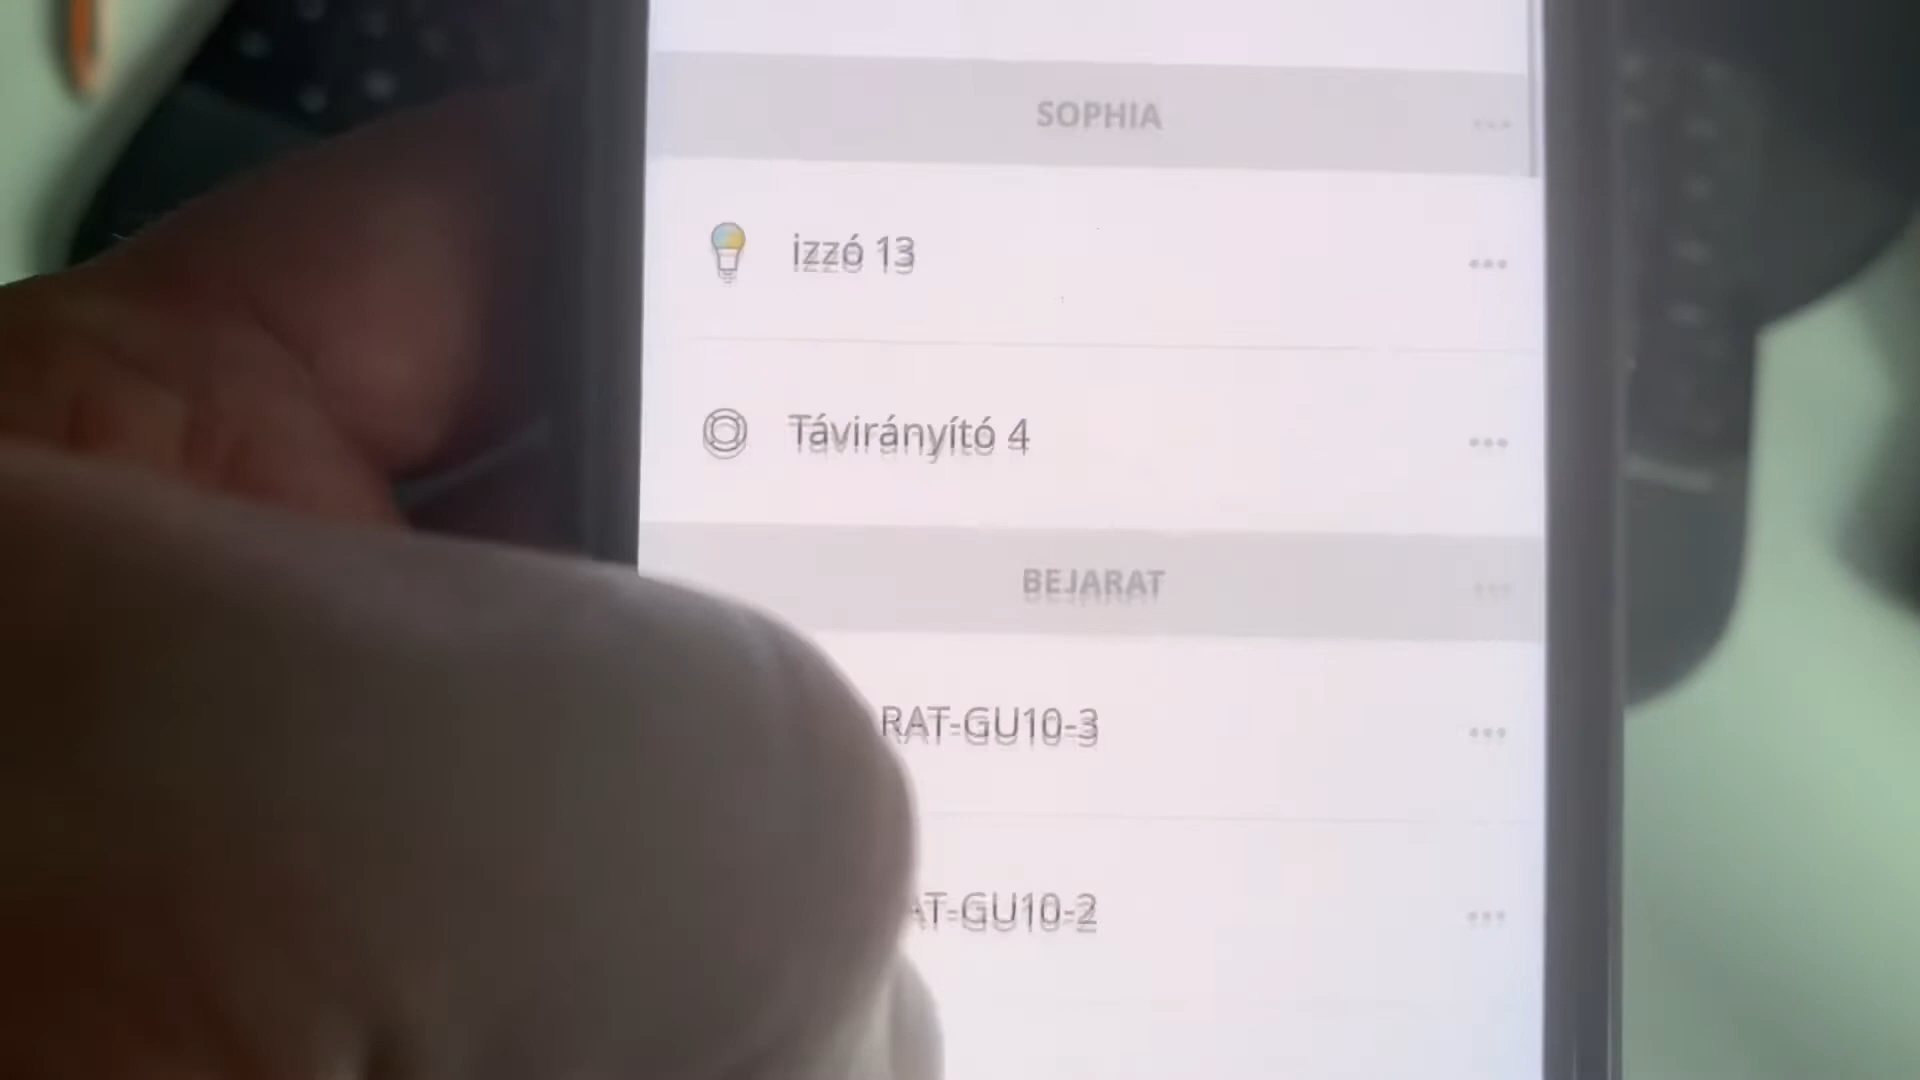 SOPHIA
izzó 13
Távirányító 4
BEJARAT
RAT-GU10-3
AT-GU10-2